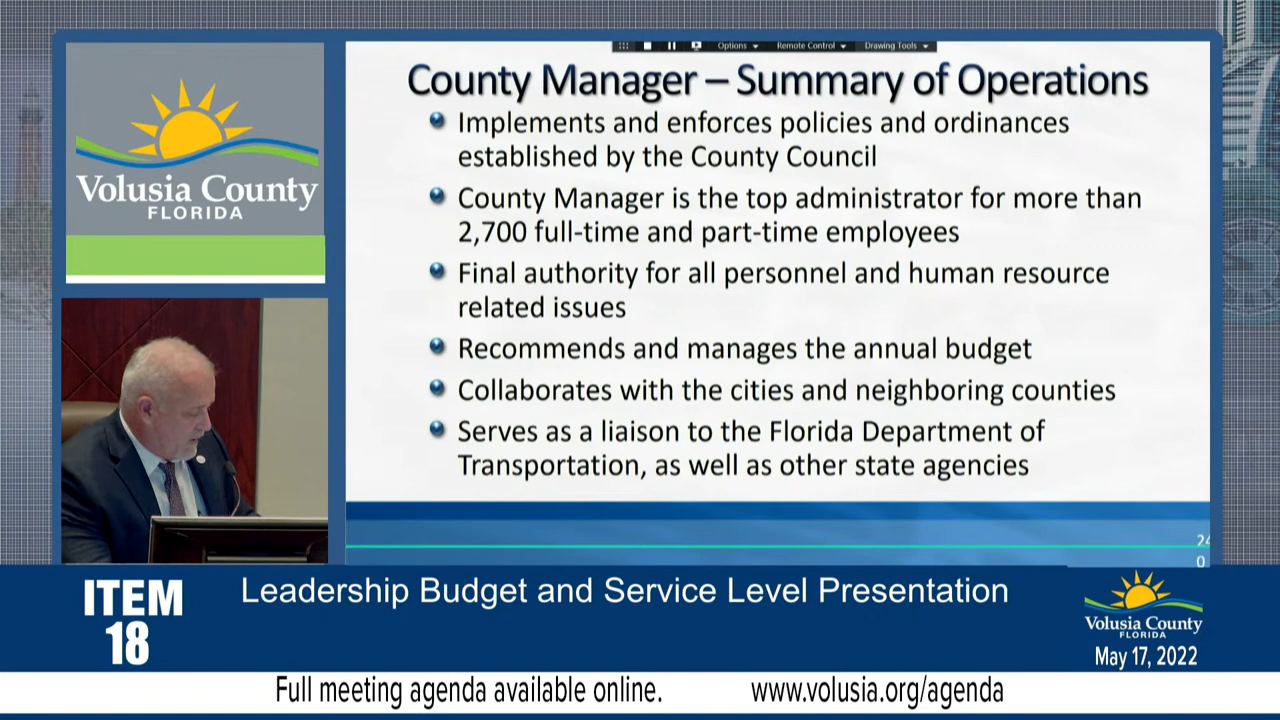 Options
Remote Control
Drawing Tools
County Manager – Summary of Operations
Implements and enforces policies and ordinances
established by the County Council
County Manager is the top administrator for more than
2,700 full-time and part-time employees
Final authority for all personnel and human resource
related issues
Recommends and manages the annual budget
Collaborates with the cities and neighboring counties
Serves as a liaison to the Florida Department of
Transportation, as well as other state agencies
24
0
Volusia County
FLORIDA
ITEM
18
Leadership Budget and Service Level Presentation
Volusia County
FLORIDA
May 17, 2022
Full meeting agenda available online.
www.volusia.org/agenda